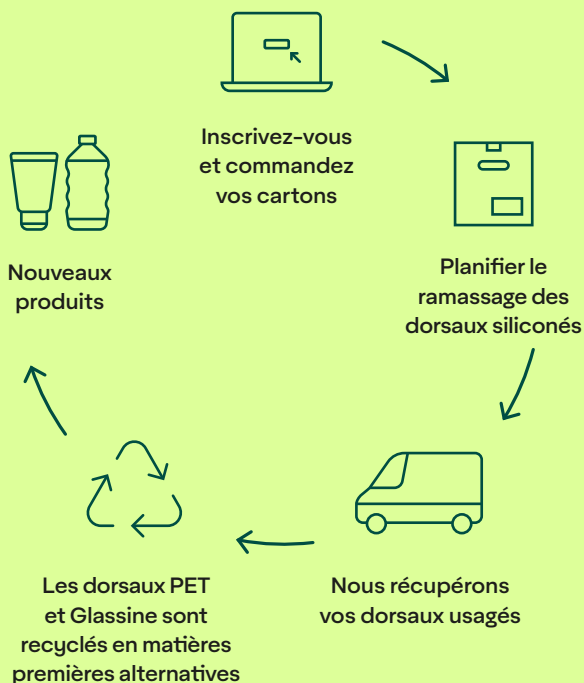 Inscrivez-vous
et commandez
vos cartons
Planifier le
ramassage des
dorsaux siliconés
Nous récupérons
vos dorsaux usagés
Les dorsaux PET
et Glassine sont
recyclés en matières
premières alternatives
Nouveaux
produits